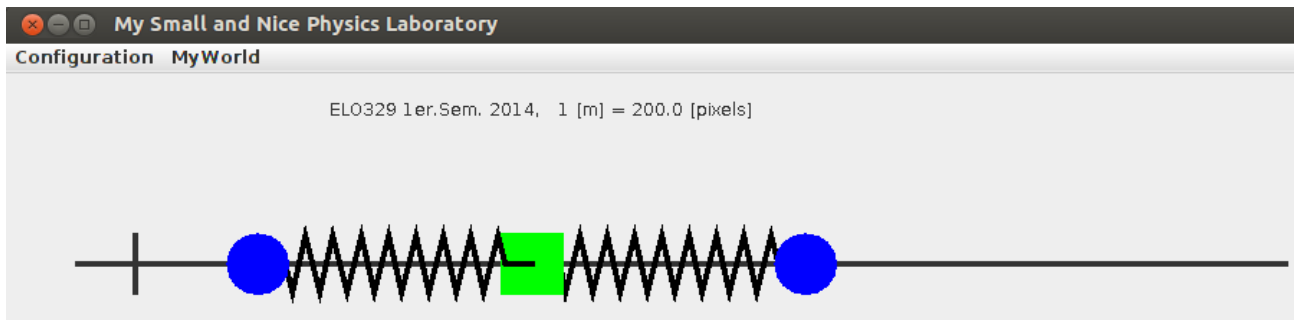 My Small and Nice Physics Laboratory
Configuration MyWorld
ELO329 1er.Sem. 2014, 1 [m] = 200.0 [pixels]